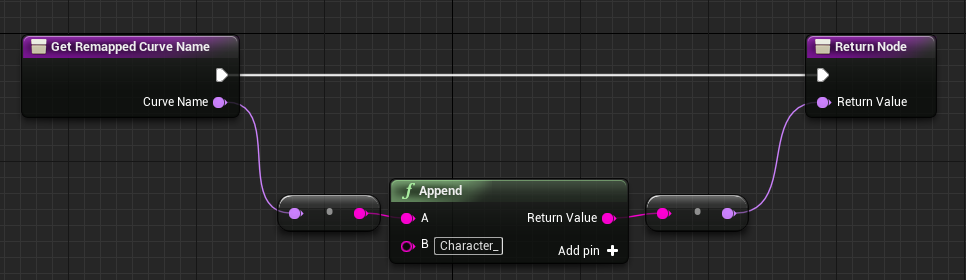 Get Remapped Curve Name
Return Node
Curve Name
Return Value
Append
A
Return Value
B Character_
Add pin